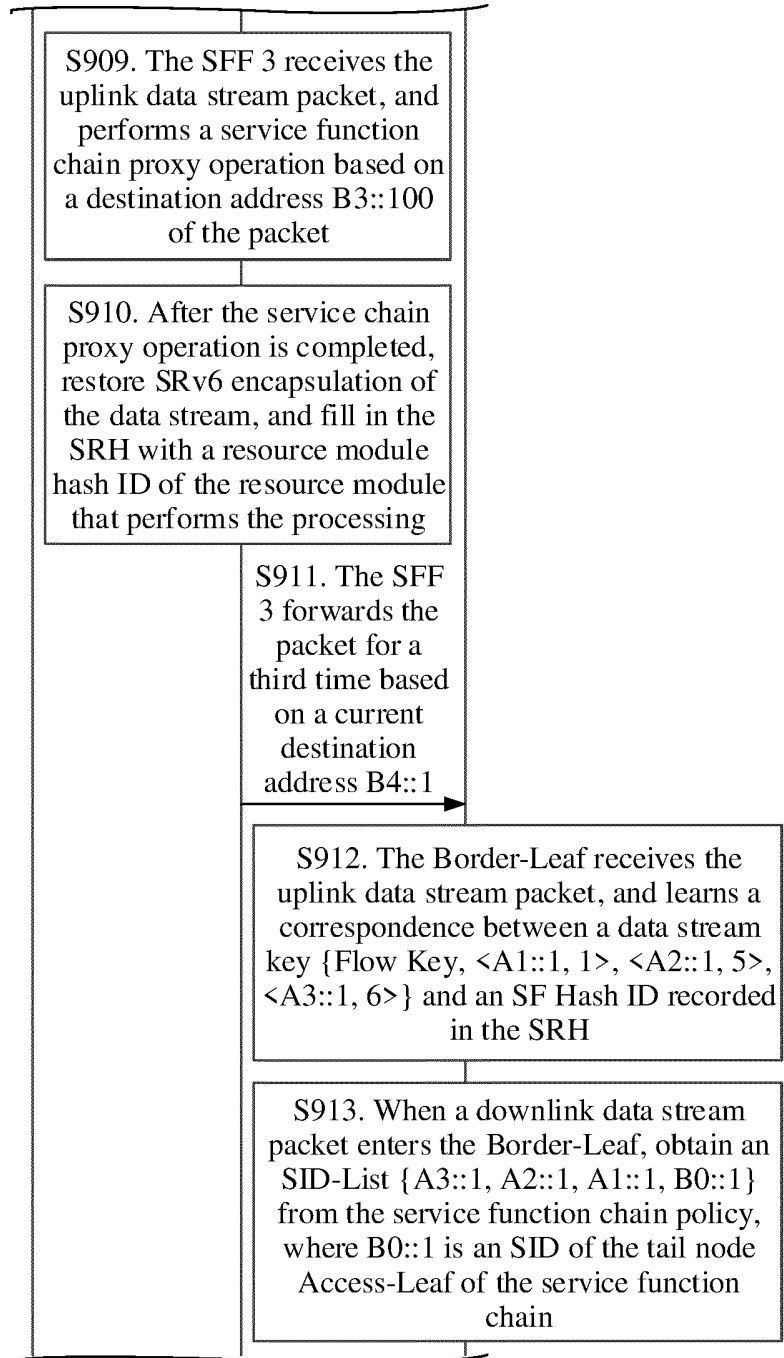 S909. The SFF 3 receives the
uplink data stream packet, and
performs a service function
chain proxy operation based on
a destination address B3::100
of the packet
S910. After the service chain
proxy operation is completed,
restore SRv6 encapsulation of
the data stream, and fill in the
SRH with a resource module
hash ID of the resource module
that performs the processing
S911. The SFF
3 forwards the
packet for a
third time based
on a current
destination
address B4::1
S912. The Border-Leaf receives the
uplink data stream packet, and learns a
correspondence between a data stream
key {Flow Key, <A1::1, 1>, <A2::1, 5>,
<A3::1, 6>} and an SF Hash ID recorded
in the SRH
S913. When a downlink data stream
packet enters the Border-Leaf, obtain an
SID-List {A3::1, A2::1, A1::1, B0::1}
from the service function chain policy,
where B0::1 is an SID of the tail node
Access-Leaf of the service function
chain